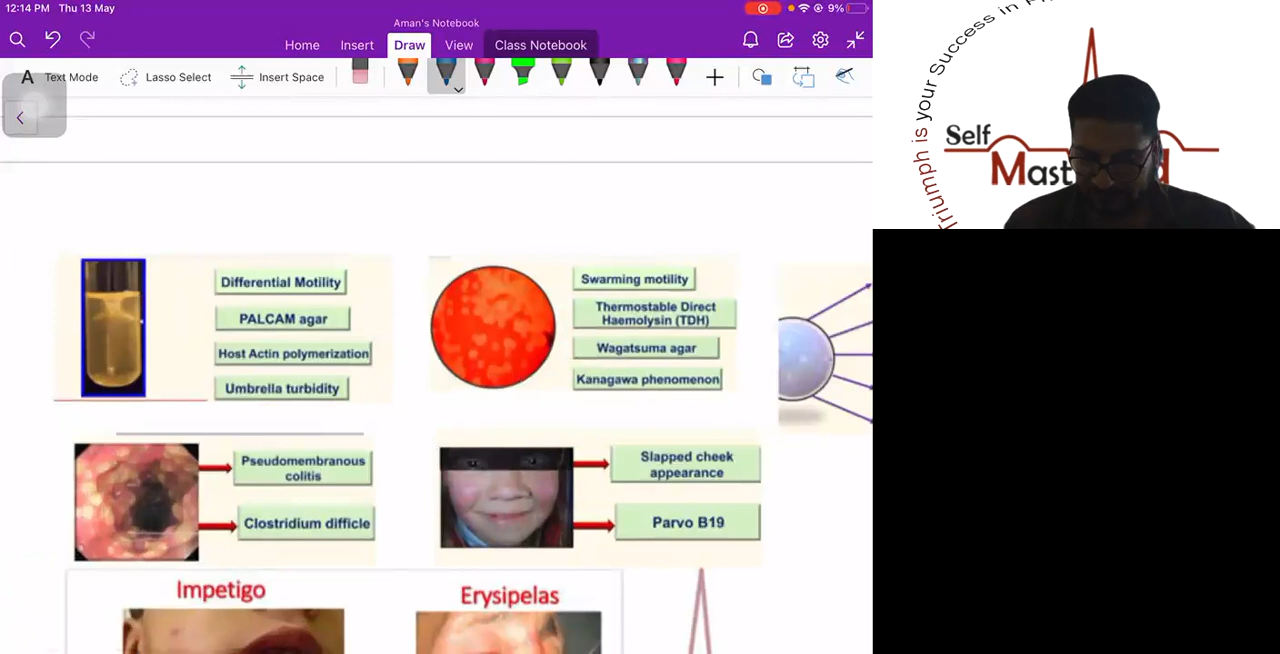 12:14 PM Thu 13 May
9%
Aman's Notebook
Home Insert Draw View Class Notebook
A Text Mode Lasso Select Insert Space
Differential Motility
PALCAM agar
Host Actin polymerization
Umbrella turbidity
Swarming motility
Thermostable Direct
Haemolysin (TDH)
Wagatsuma agar
Kanagawa phenomenon
Pseudomembranous
colitis
Clostridium difficle
Slapped cheek
appearance
Parvo B19
Impetigo
Erysipelas
Triumph is your Success in
Self